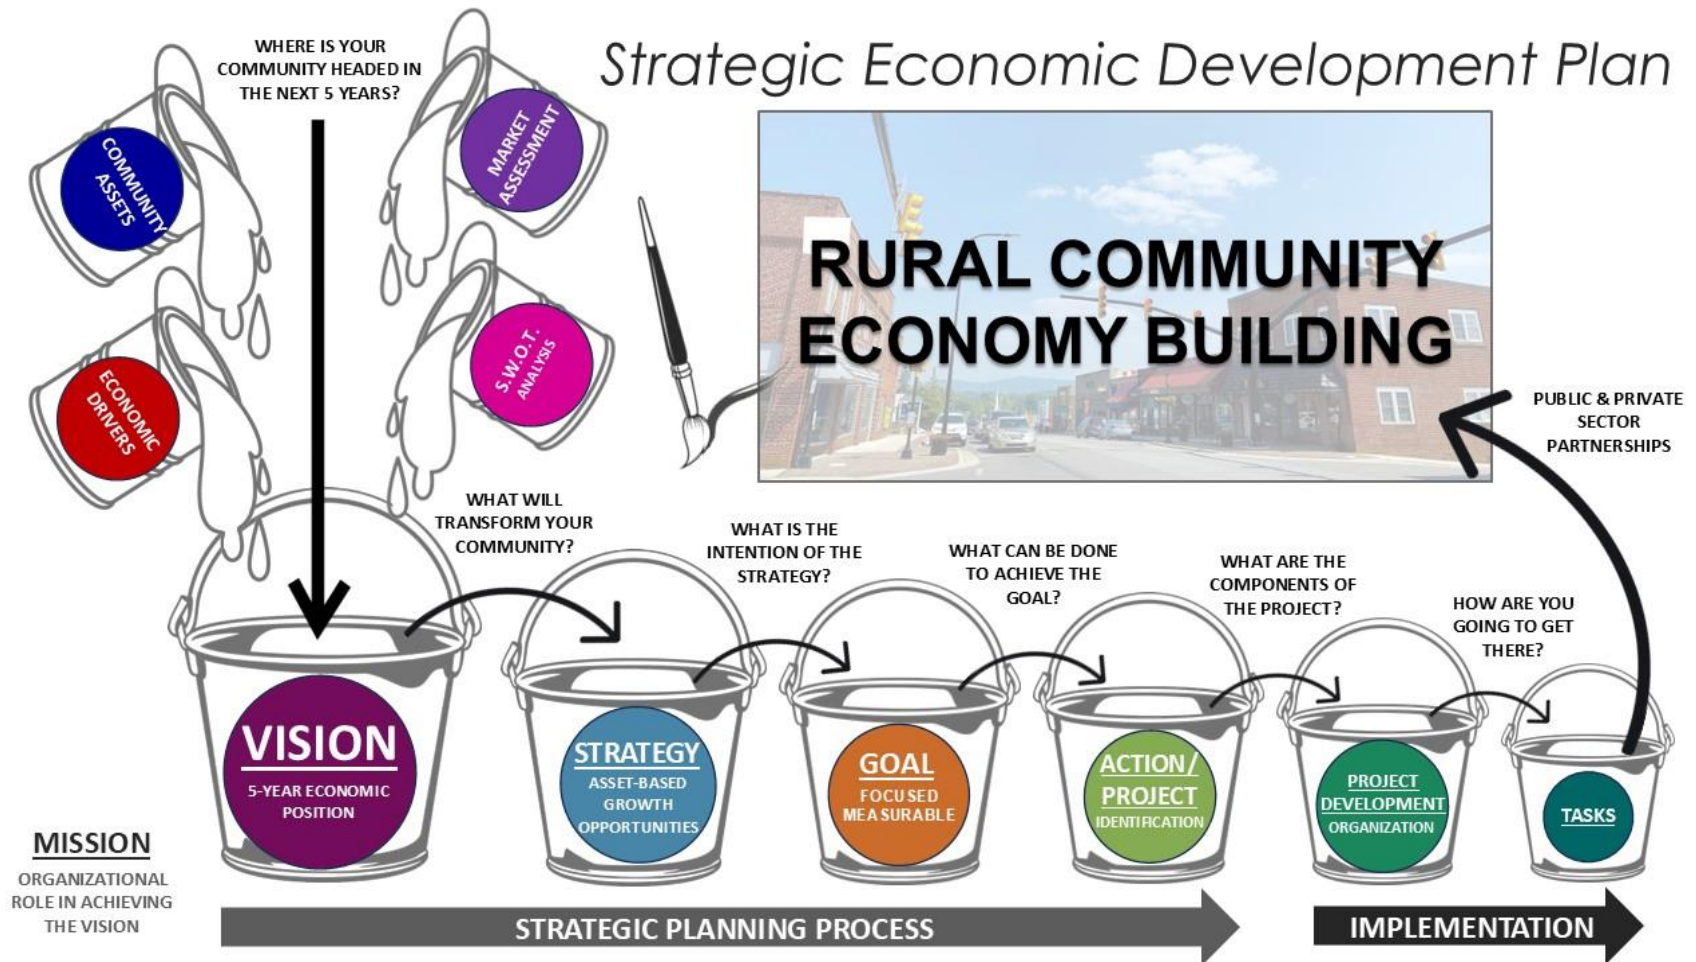 Strategic Economic Development Plan
WHERE IS YOUR
COMMUNITY HEADED IN
THE NEXT 5 YEARS?
COMMUNITY
ASSETS
MARKET
ASSESSMENT
ECONOMIC
DRIVERS
S.W.O.T.
ANALYSIS
RURAL COMMUNITY
ECONOMY BUILDING
PUBLIC & PRIVATE
SECTOR
PARTNERSHIPS
WHAT WILL
TRANSFORM YOUR
COMMUNITY?
WHAT IS THE
INTENTION OF THE
STRATEGY?
WHAT CAN BE DONE
TO ACHIEVE THE
GOAL?
WHAT ARE THE
COMPONENTS OF
THE PROJECT?
HOW ARE YOU
GOING TO GET
THERE?
VISION
5-YEAR ECONOMIC
POSITION
STRATEGY
ASSET-BASED
GROWTH
OPPORTUNITIES
GOAL
FOCUSED
MEASURABLE
ACTION/
PROJECT
IDENTIFICATION
PROJECT
DEVELOPMENT
ORGANIZATION
TASKS
MISSION
ORGANIZATIONAL
ROLE IN ACHIEVING
THE VISION
STRATEGIC PLANNING PROCESS
IMPLEMENTATION